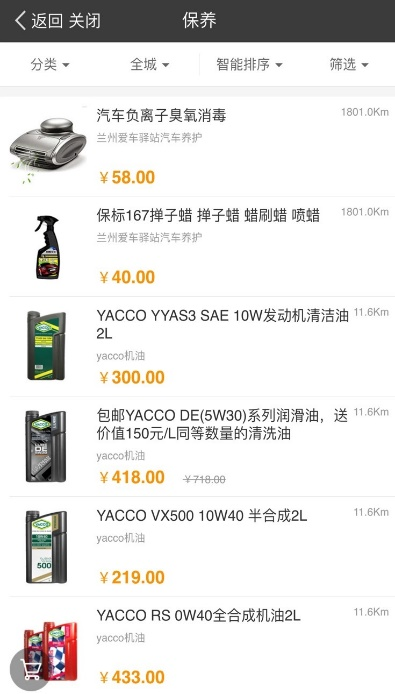 返回 关闭
保养
分类
全城
智能排序
筛选
汽车负离子臭氧消毒
1801.0Km
兰州爱车驿站汽车养护
￥58.00
保标167掸子蜡 掸子蜡 蜡刷蜡 喷蜡
1801.0Km
兰州爱车驿站汽车养护
￥40.00
YACCO YYAS3 SAE 10W发动机清洁油
11.6Km
2L
yacco机油
￥300.00
包邮YACCO DE(5W30)系列润滑油，送
11.6Km
价值150元/L同等数量的清洗油
yacco机油
￥418.00
￥718.00
YACCO VX500 10W40 半合成2L
11.6Km
yacco机油
￥219.00
YACCO RS 0W40全合成机油2L
11.6Km
yacco机油
￥433.00
DE
500